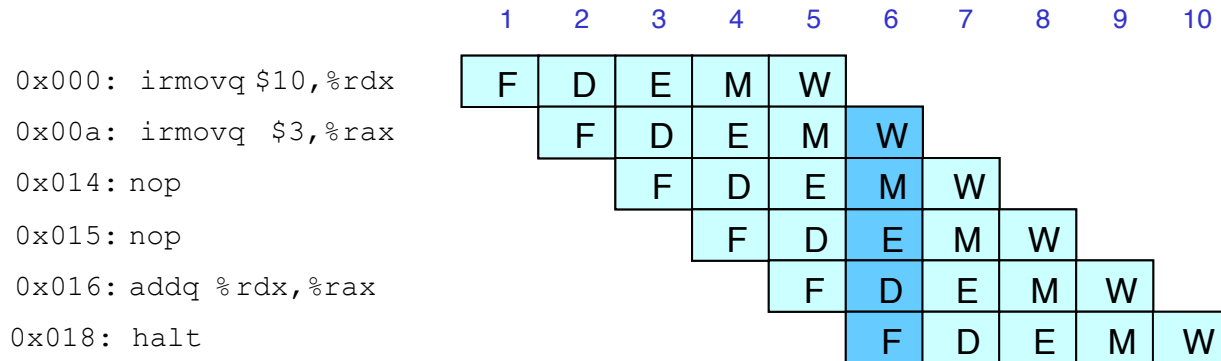 1 2 3 4 5 6 7 8 9 10
0x000: irmovq $10,%rdx F D E M W
0x00a: irmovq $3,%rax F D E M W
0x014: nop F D E M W
0x015: nop F D E M W
0x016: addq %rdx,%rax F D E M W
0x018: halt F D E M W